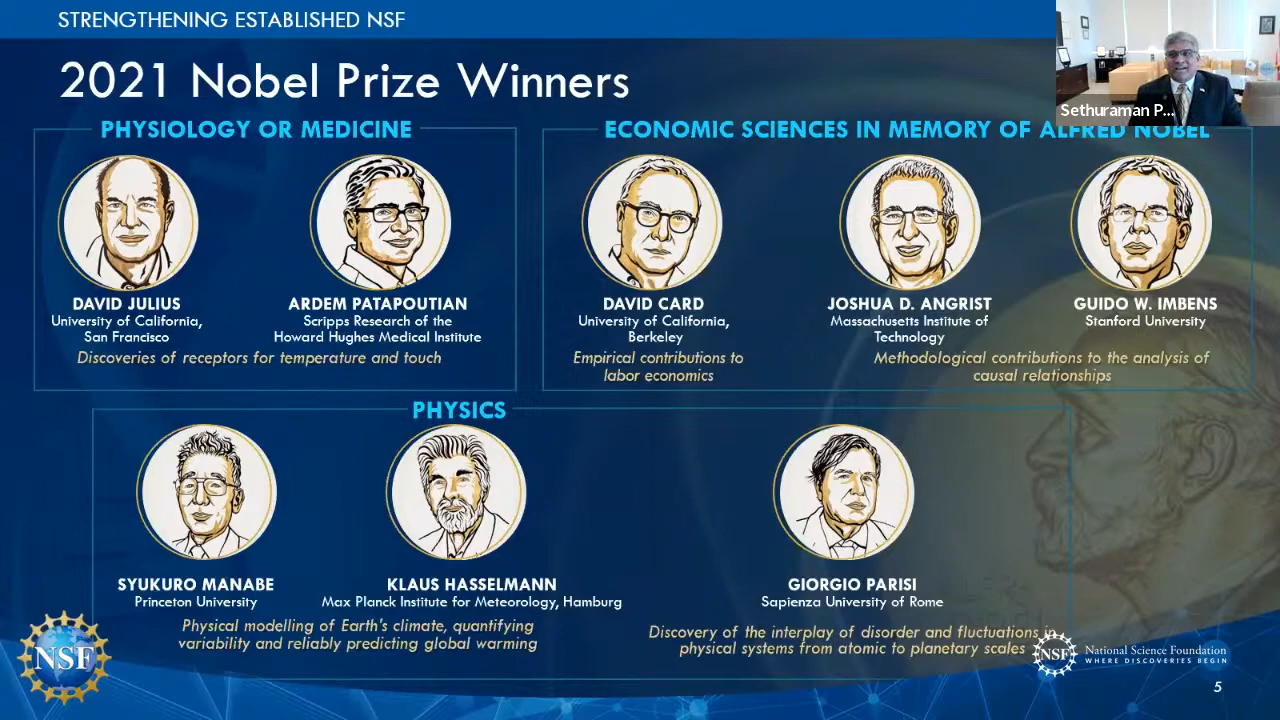 STRENGTHENING ESTABLISHED NSF
2021 Nobel Prize Winners
Sethuraman P...
PHYSIOLOGY OR MEDICINE
DAVID JULIUS
University of California,
San Francisco
ARDEM PATAPOUTIAN
Scripps Research of the
Howard Hughes Medical Institute
Discoveries of receptors for temperature and touch
ECONOMIC SCIENCES IN MEMORY OF ALFRED NOBEL
DAVID CARD
University of California,
Berkeley
Empirical contributions to
labor economics
JOSHUA D. ANGRIST
Massachusetts Institute of
Technology
GUIDO W. IMBENS
Stanford University
Methodological contributions to the analysis of
causal relationships
PHYSICS
SYUKURO MANABE
Princeton University
KLAUS HASSELMANN
Max Planck Institute for Meteorology, Hamburg
Physical modelling of Earth's climate, quantifying
variability and reliably predicting global warming
GIORGIO PARISI
Sapienza University of Rome
Discovery of the interplay of disorder and fluctuations in
physical systems from atomic to planetary scales
NSF
NSF
National Science Foundation
WHERE DISCOVERIES BEGIN
5